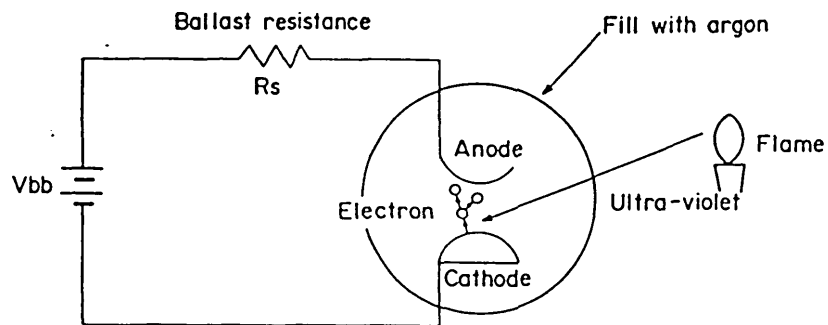 Ballast resistance
Rs
Fill with argon
Vbb
Anode
Flame
Electron
Ultra-violet
Cathode